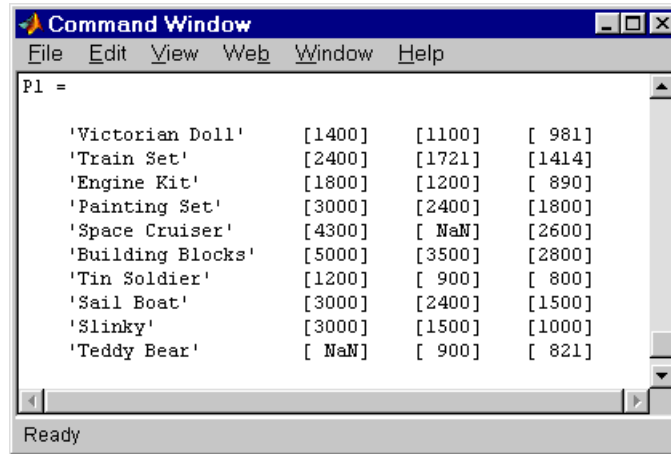 Command Window
File Edit View Web Window Help
P1 =
'Victorian Doll' [1400] [1100] [ 981]
'Train Set' [2400] [1721] [1414]
'Engine Kit' [1800] [1200] [ 890]
'Painting Set' [3000] [2400] [1800]
'Space Cruiser' [4300] [ NaN] [2600]
'Building Blocks' [5000] [3500] [2800]
'Tin Soldier' [1200] [ 900] [ 800]
'Sail Boat' [3000] [2400] [1500]
'Slinky' [3000] [1500] [1000]
'Teddy Bear' [ NaN] [ 900] [ 821]
Ready